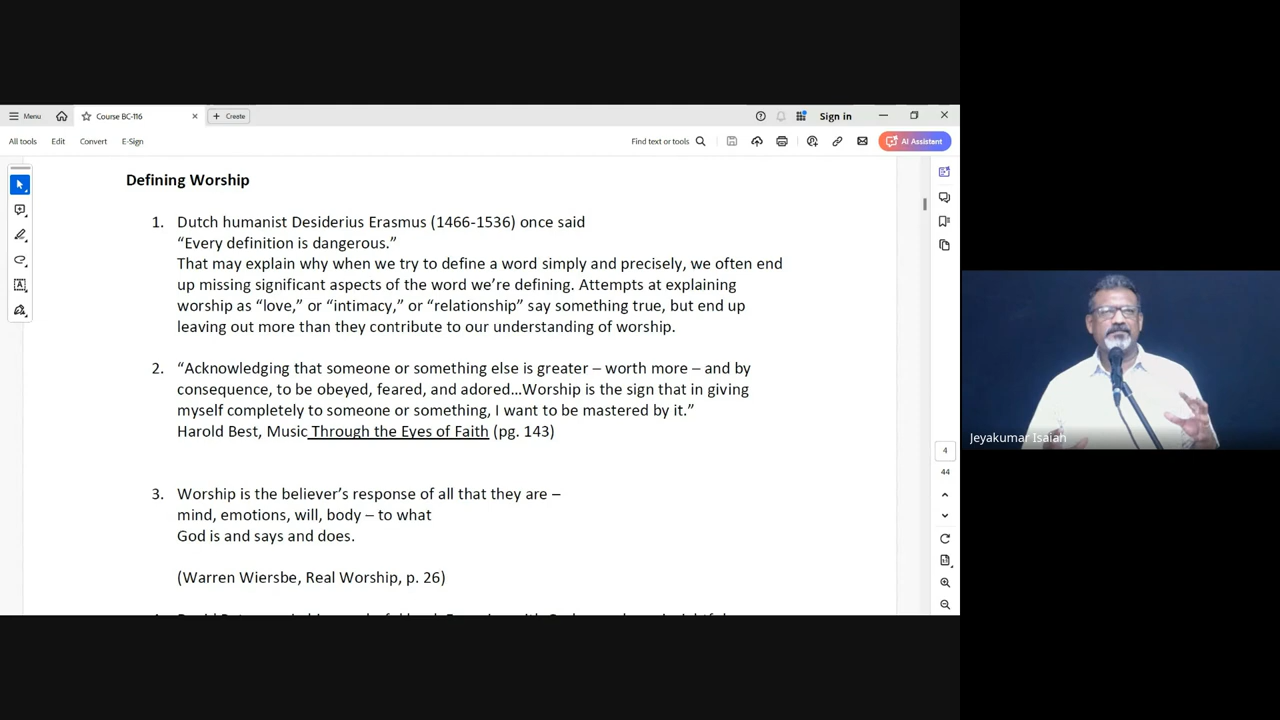 Menu
Course BC-116
Create
Sign in
All tools
Edit
Convert
E-Sign
Find text or tools
AI Assistant
Defining Worship
1. Dutch humanist Desiderius Erasmus (1466-1536) once said
“Every definition is dangerous.”
That may explain why when we try to define a word simply and precisely, we often end
up missing significant aspects of the word we’re defining. Attempts at explaining
worship as “love,” or “intimacy,” or “relationship” say something true, but end up
leaving out more than they contribute to our understanding of worship.
2. “Acknowledging that someone or something else is greater – worth more – and by
consequence, to be obeyed, feared, and adored…Worship is the sign that in giving
myself completely to someone or something, I want to be mastered by it.”
Harold Best, Music Through the Eyes of Faith (pg. 143)
3. Worship is the believer’s response of all that they are –
mind, emotions, will, body – to what
God is and says and does.
(Warren Wiersbe, Real Worship, p. 26)
4
44
Jeyakumar Isaiah